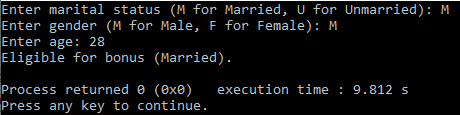 Enter marital status (M for Married, U for Unmarried): M
Enter gender (M for Male, F for Female): M
Enter age: 28
Eligible for bonus (Married).
Process returned 0 (0x0)   execution time : 9.812 s
Press any key to continue.